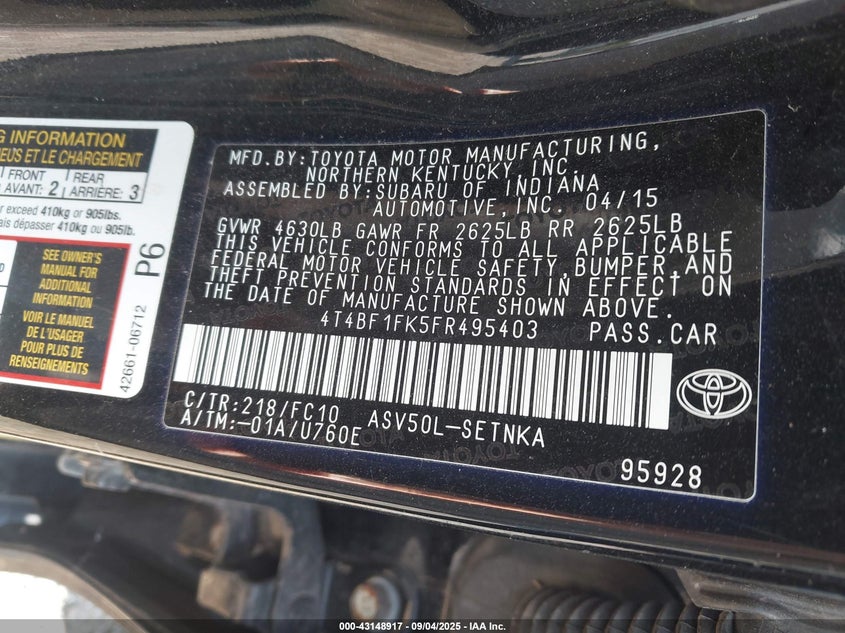 G INFORMATION
EUS ET LE CHARGEMENT
FRONT REAR
AVANT: 2 ARRIÈRE: 3
exceed 410kg or 905lbs.
ais dépasser 410 kg ou 905lb.
SEE OWNER'S
MANUAL FOR
ADDITIONAL
INFORMATION
VOIR LE MANUEL
DE L'USAGER
POUR PLUS DE
RENSEIGNEMENTS
P6
42661-06712
MFD.BY:TOYOTA MOTOR MANUFACTURING,
NORTHERN KENTUCKY,INC.
ASSEMBLED BY:SUBARU OF INDIANA
AUTOMOTIVE,INC. 04/15
GVWR 4630LB GAWR FR 2625LB RR 2625LB
THIS VEHICLE CONFORMS TO ALL APPLICABLE
FEDERAL MOTOR VEHICLE SAFETY,BUMPER,AND
THEFT PREVENTION STANDARDS IN EFFECT ON
THE DATE OF MANUFACTURE SHOWN ABOVE.
4T4BF1FK5FR495403 PASS.CAR
C/TR:218/FC10 ASV50L-SETNKA
A/TM:-01A/U760E
95928
000-43148917 - 09/04/2025 - IAA Inc.